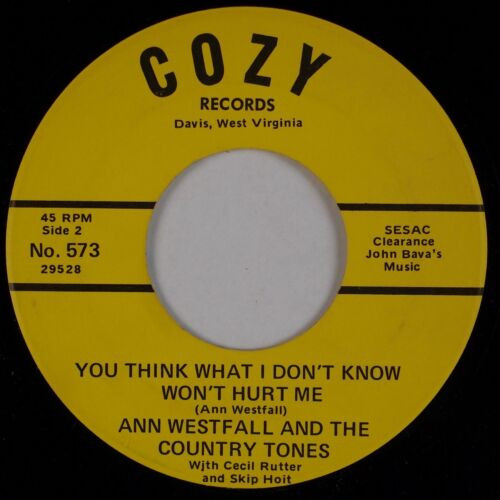 COZY
RECORDS
Davis, West Virginia
45 RPM
Side 2
No. 573
29528
SESAC
Clearance
John Bava's
Music
YOU THINK WHAT I DON'T KNOW
WON'T HURT ME
(Ann Westfall)
ANN WESTFALL AND THE
COUNTRY TONES
Wjth Cecil Rutter
and Skip Hoit